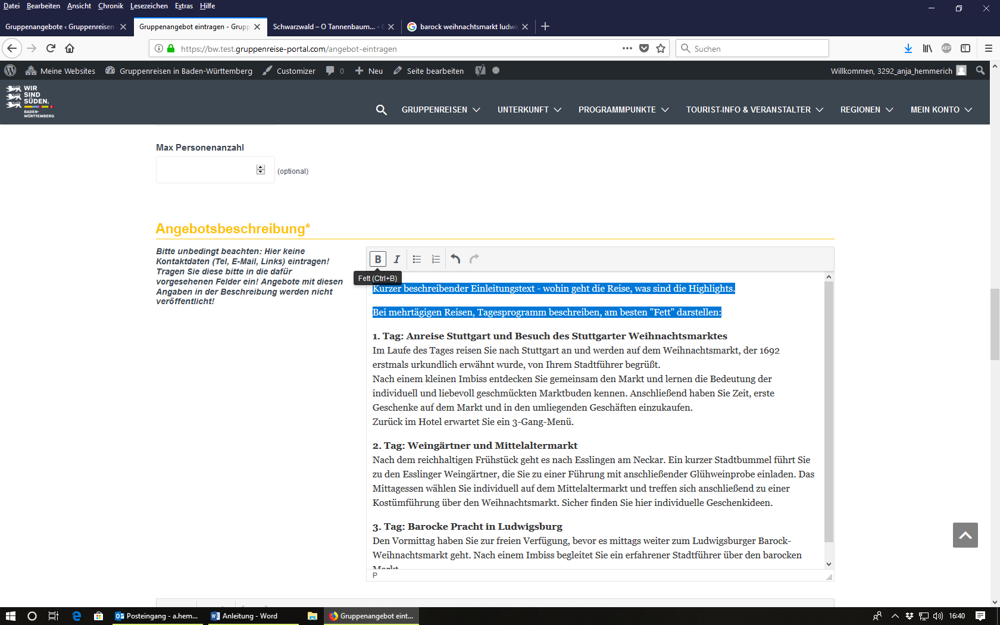 Datei Bearbeiten Ansicht Chronik Lesezeichen Extras Hilfe
Gruppenangebote ‹ Gruppenreisen
Gruppenangebot eintragen - Grupp
Schwarzwald – O Tannenbaum... -
barock weihnachtsmarkt ludwi
https://bw.test.gruppenreise-portal.com/angebot-eintragen
Suchen
ABP
Meine Websites
Gruppenreisen in Baden-Württemberg
Customizer
0
Neu
Seite bearbeiten
Willkommen, 3292_anja_hemmerich
WIR
SIND
SÜDEN.
BADEN-
WÜRTTEMBERG
GRUPPENREISEN UNTERKUNFT PROGRAMMPUNKTE TOURIST-INFO & VERANSTALTER REGIONEN MEIN KONTO
Max Personenanzahl
(optional)
Angebotsbeschreibung*
Bitte unbedingt beachten: Hier keine
Kontaktdaten (Tel, E-Mail, Links) eintragen!
Tragen Sie diese bitte in die dafür
vorgesehenen Felder ein! Angebote mit diesen
Angaben in der Beschreibung werden nicht
veröffentlicht!
B I
Fett (Ctrl+B)
Kurzer beschreibender Einleitungstext - wohin geht die Reise, was sind die Highlights.
Bei mehrtägigen Reisen, Tagesprogramm beschreiben, am besten "Fett" darstellen:
1. Tag: Anreise Stuttgart und Besuch des Stuttgarter Weihnachtsmarktes
Im Laufe des Tages reisen Sie nach Stuttgart an und werden auf dem Weihnachtsmarkt, der 1692
erstmals urkundlich erwähnt wurde, von Ihrem Stadtführer begrüßt.
Nach einem kleinen Imbiss entdecken Sie gemeinsam den Markt und lernen die Bedeutung der
individuell und liebevoll geschmückten Marktbuden kennen. Anschließend haben Sie Zeit, erste
Geschenke auf dem Markt und in den umliegenden Geschäften einzukaufen.
Zurück im Hotel erwartet Sie ein 3-Gang-Menü.
2. Tag: Weingärtner und Mittelaltermarkt
Nach dem reichhaltigen Frühstück geht es nach Esslingen am Neckar. Ein kurzer Stadtbummel führt Sie
zu den Esslinger Weingärtner, die Sie zu einer Führung mit anschließender Glühweinprobe einladen. Das
Mittagessen wählen Sie individuell auf dem Mittelaltermarkt und treffen sich anschließend zu einer
Kostümführung über den Weihnachtsmarkt. Sicher finden Sie hier individuelle Geschenkideen.
3. Tag: Barocke Pracht in Ludwigsburg
Den Vormittag haben Sie zur freien Verfügung, bevor es mittags weiter zum Ludwigsburger Barock-
Weihnachtsmarkt geht. Nach einem Imbiss begleitet Sie ein erfahrener Stadtführer über den barocken
Markt.
P
Posteingang - a.hem...
Anleitung - Word
Gruppenangebot eint...
16:40